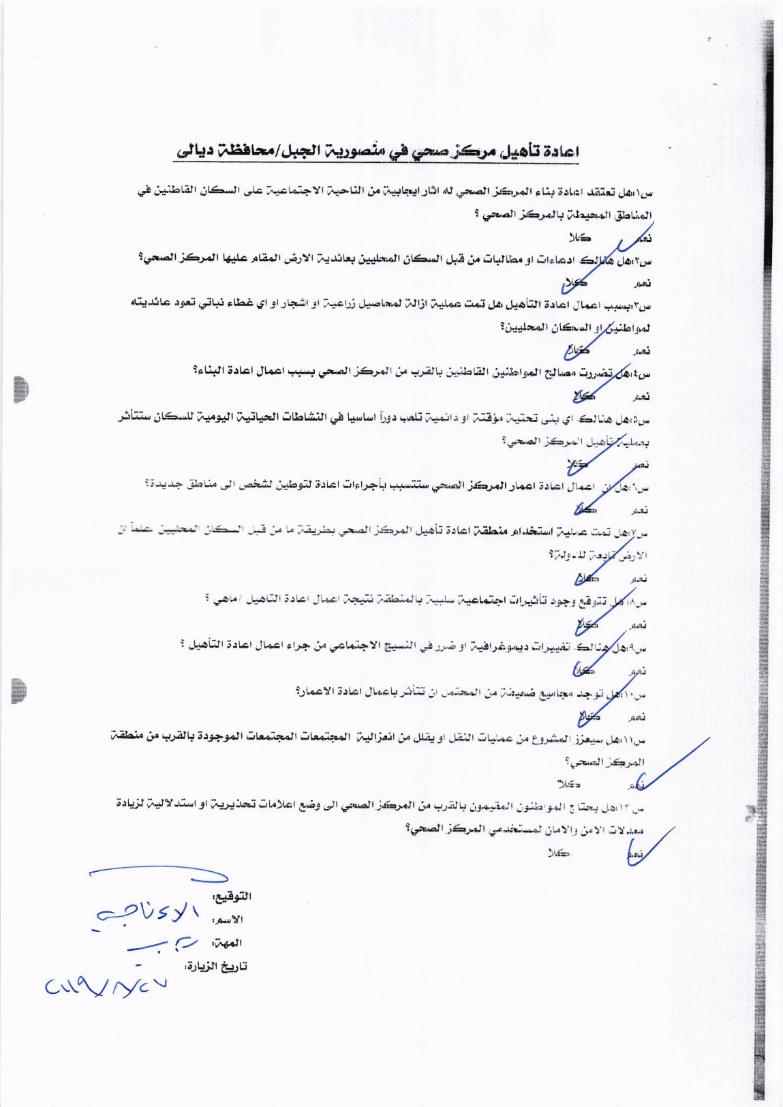 اعادة تأهيل مركز صحي في منصورية الجبل/محافظة ديالى
س١:هل تعتقد اعادة بناء المركز الصحي له اثار ايجابية من الناحية الاجتماعية على السكان القاطنين في
المناطق المحيطة بالمركز الصحي ؟
نعم كلا
س٢:هل هنالك ادعاءات او مطالبات من قبل السكان المحليين بعائدية الارض المقام عليها المركز الصحي؟
نعم كلا
س٣:بسبب اعمال اعادة التأهيل هل تمت عملية ازالة لمحاصيل زراعية او اشجار او اي غطاء نباتي تعود عائديته
لمواطنين او السكان المحليين؟
نعم كلا
س٤:هل تضررت مصالح المواطنين القاطنين بالقرب من المركز الصحي بسبب اعمال اعادة البناء؟
نعم كلا
س٥:هل هنالك اي بنى تحتية مؤقتة او دائمية تلعب دوراً اساسيا في النشاطات الحياتية اليومية للسكان ستتأثر
بعملية تأهيل المركز الصحي؟
نعم كلا
س٦:هل ان اعمال اعادة اعمار المركز الصحي ستتسبب بأجراءات اعادة لتوطين لشخص الى مناطق جديدة؟
نعم كلا
س٧:هل تمت عملية استخدام منطقة اعادة تأهيل المركز الصحي بطريقة ما من قبل السكان المحليين علماً ان
الارض تابعة للدولة؟
نعم كلا
س٨:هل تتوقع وجود تأثيرات اجتماعية سلبية بالمنطقة نتيجة اعمال اعادة التاهيل /ماهي ؟
نعم كلا
س٩:هل هنالك تغييرات ديموغرافية او ضرر في النسيج الاجتماعي من جراء اعمال اعادة التأهيل ؟
نعم كلا
س١٠:هل توجد مجاميع ضعيفة من المحتمل ان تتأثر باعمال اعادة الاعمار؟
نعم كلا
س١١:هل سيعزز المشروع من عمليات النقل او يقلل من انعزالية المجتمعات المجتمعات الموجودة بالقرب من منطقة
المركز الصحي؟
نعم كلا
س١٢:هل يحتاج المواطنون المقيمون بالقرب من المركز الصحي الى وضع اعلامات تحذيرية او استدلالية لزيادة
معدلات الامن والامان لمستخدمي المركز الصحي؟
نعم كلا
التوقيع:
الاسم:
المهة:
تاريخ الزيارة:
٢٠١٩/٨/٢٧